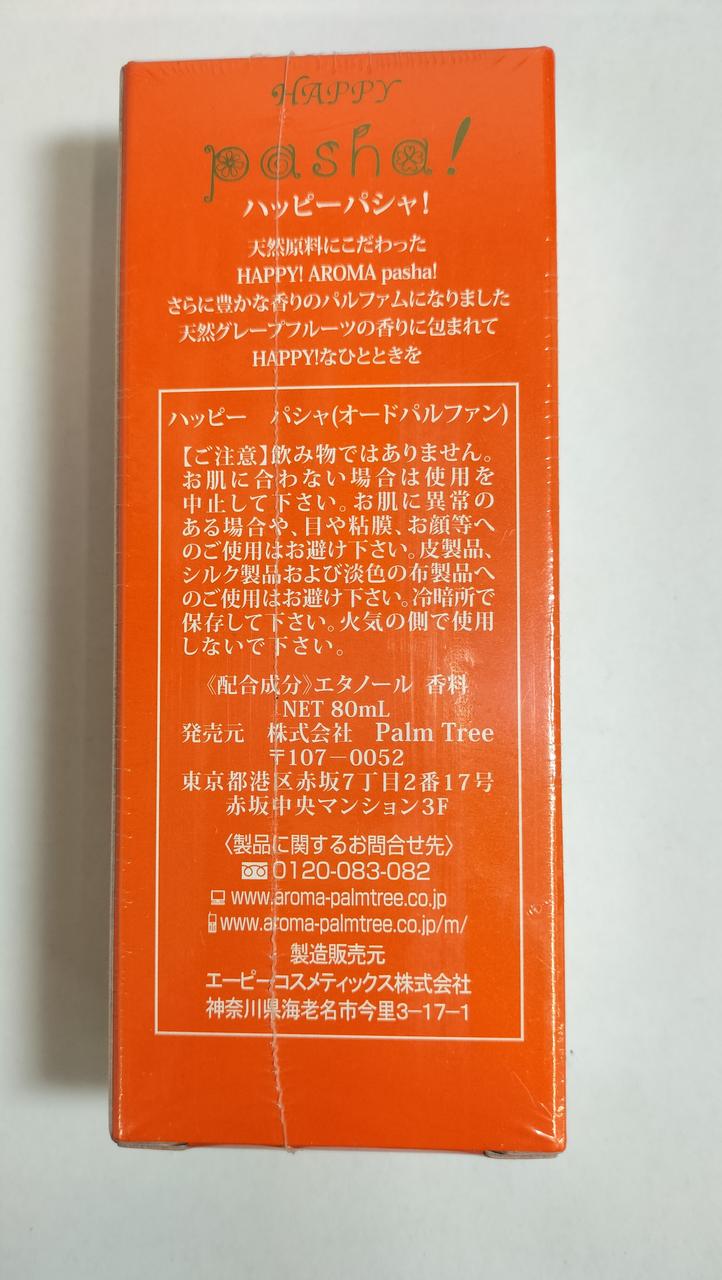 HAPPY
pasha!
ハッピーパシャ!
天然原料にこだわった
HAPPY! AROMA pasha!
さらに豊かな香りのパルファムになりました
天然グレープフルーツの香りに包まれて
HAPPY!なひとときを
ハッピー　パシャ(オードパルファン)
【ご注意】飲み物ではありません。
お肌に合わない場合は使用を
中止して下さい。お肌に異常の
ある場合や、目や粘膜、お顔等へ
のご使用はお避け下さい。皮製品、
シルク製品および淡色の布製品へ
のご使用はお避け下さい。冷暗所で
保存して下さい。火気の側で使用
しないで下さい。
《配合成分》エタノール 香料
NET 80mL
発売元　株式会社　Palm Tree
〒107－0052
東京都港区赤坂7丁目2番17号
赤坂中央マンション3F
〈製品に関するお問合せ先〉
0120-083-082
www.aroma-palmtree.co.jp
www.aroma-palmtree.co.jp/m/
製造販売元
エーピーコスメティックス株式会社
神奈川県海老名市今里3-17-1